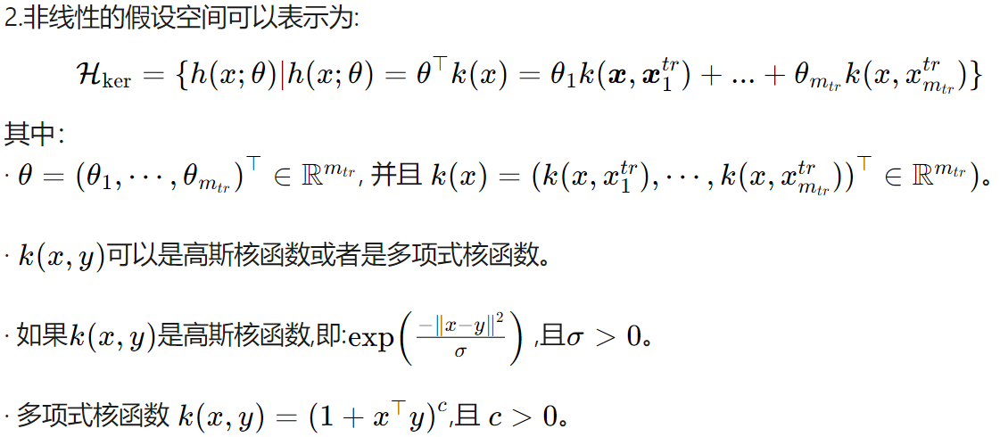 2.非线性的假设空间可以表示为:
$\mathcal{H}_{\mathrm{ker}} = \{h(x;\theta)|h(x;\theta) = \theta^{\top}k(x) = \theta_1 k(\boldsymbol{x}, \boldsymbol{x}_1^{tr}) + ... + \theta_{m_{tr}} k(x, x_{m_{tr}}^{tr})\}$
其中：
· $\theta = (\theta_1, \cdots, \theta_{m_{tr}})^{\top} \in \mathbb{R}^{m_{tr}}$, 并且 $k(x) = (k(x, x_1^{tr}), \cdots, k(x, x_{m_{tr}}^{tr}))^{\top} \in \mathbb{R}^{m_{tr}})$。
· $k(x, y)$可以是高斯核函数或者是多项式核函数。
· 如果$k(x, y)$是高斯核函数,即:$\exp\left(\frac{-\|x-y\|^2}{\sigma}\right)$ ,且$\sigma > 0$。
· 多项式核函数 $k(x, y) = (1 + x^{\top}y)^c$,且 $c > 0$。